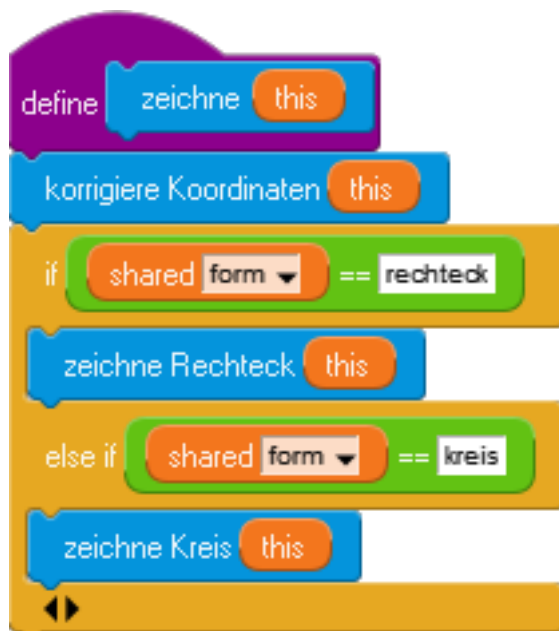 define zeichne this
korrigiere Koordinaten this
if shared form == rechteck
zeichne Rechteck this
else if shared form == kreis
zeichne Kreis this